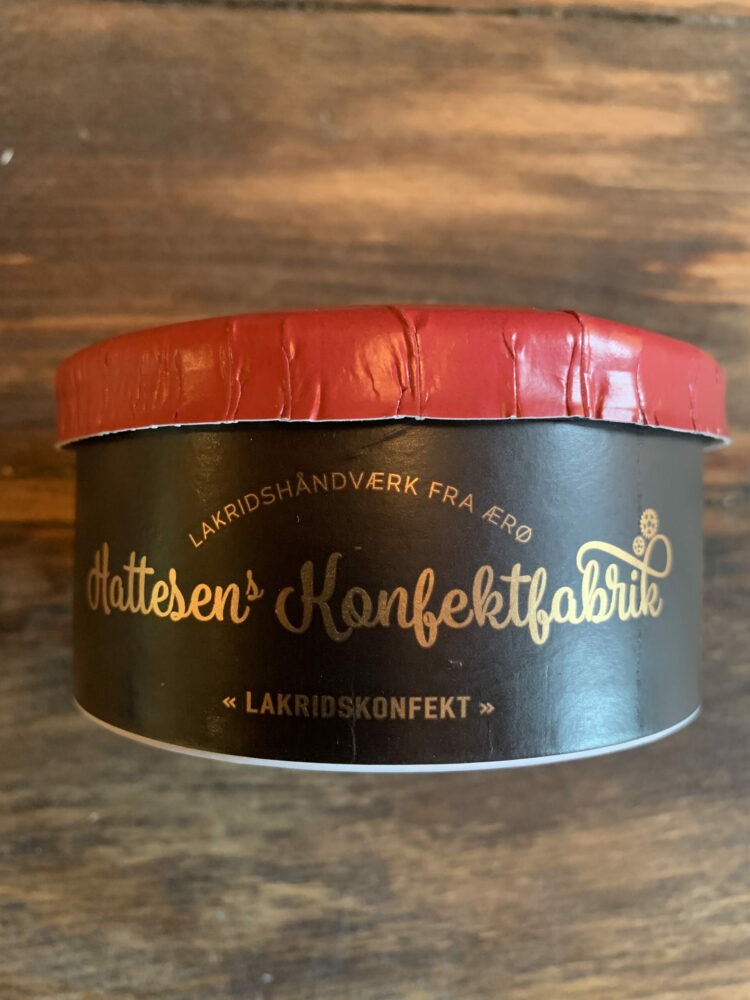 LAKRIDSHÅNDVÆRK FRA ÆRØ
Hattesens Konfektfabrik
« LAKRIDSKONFEKT »